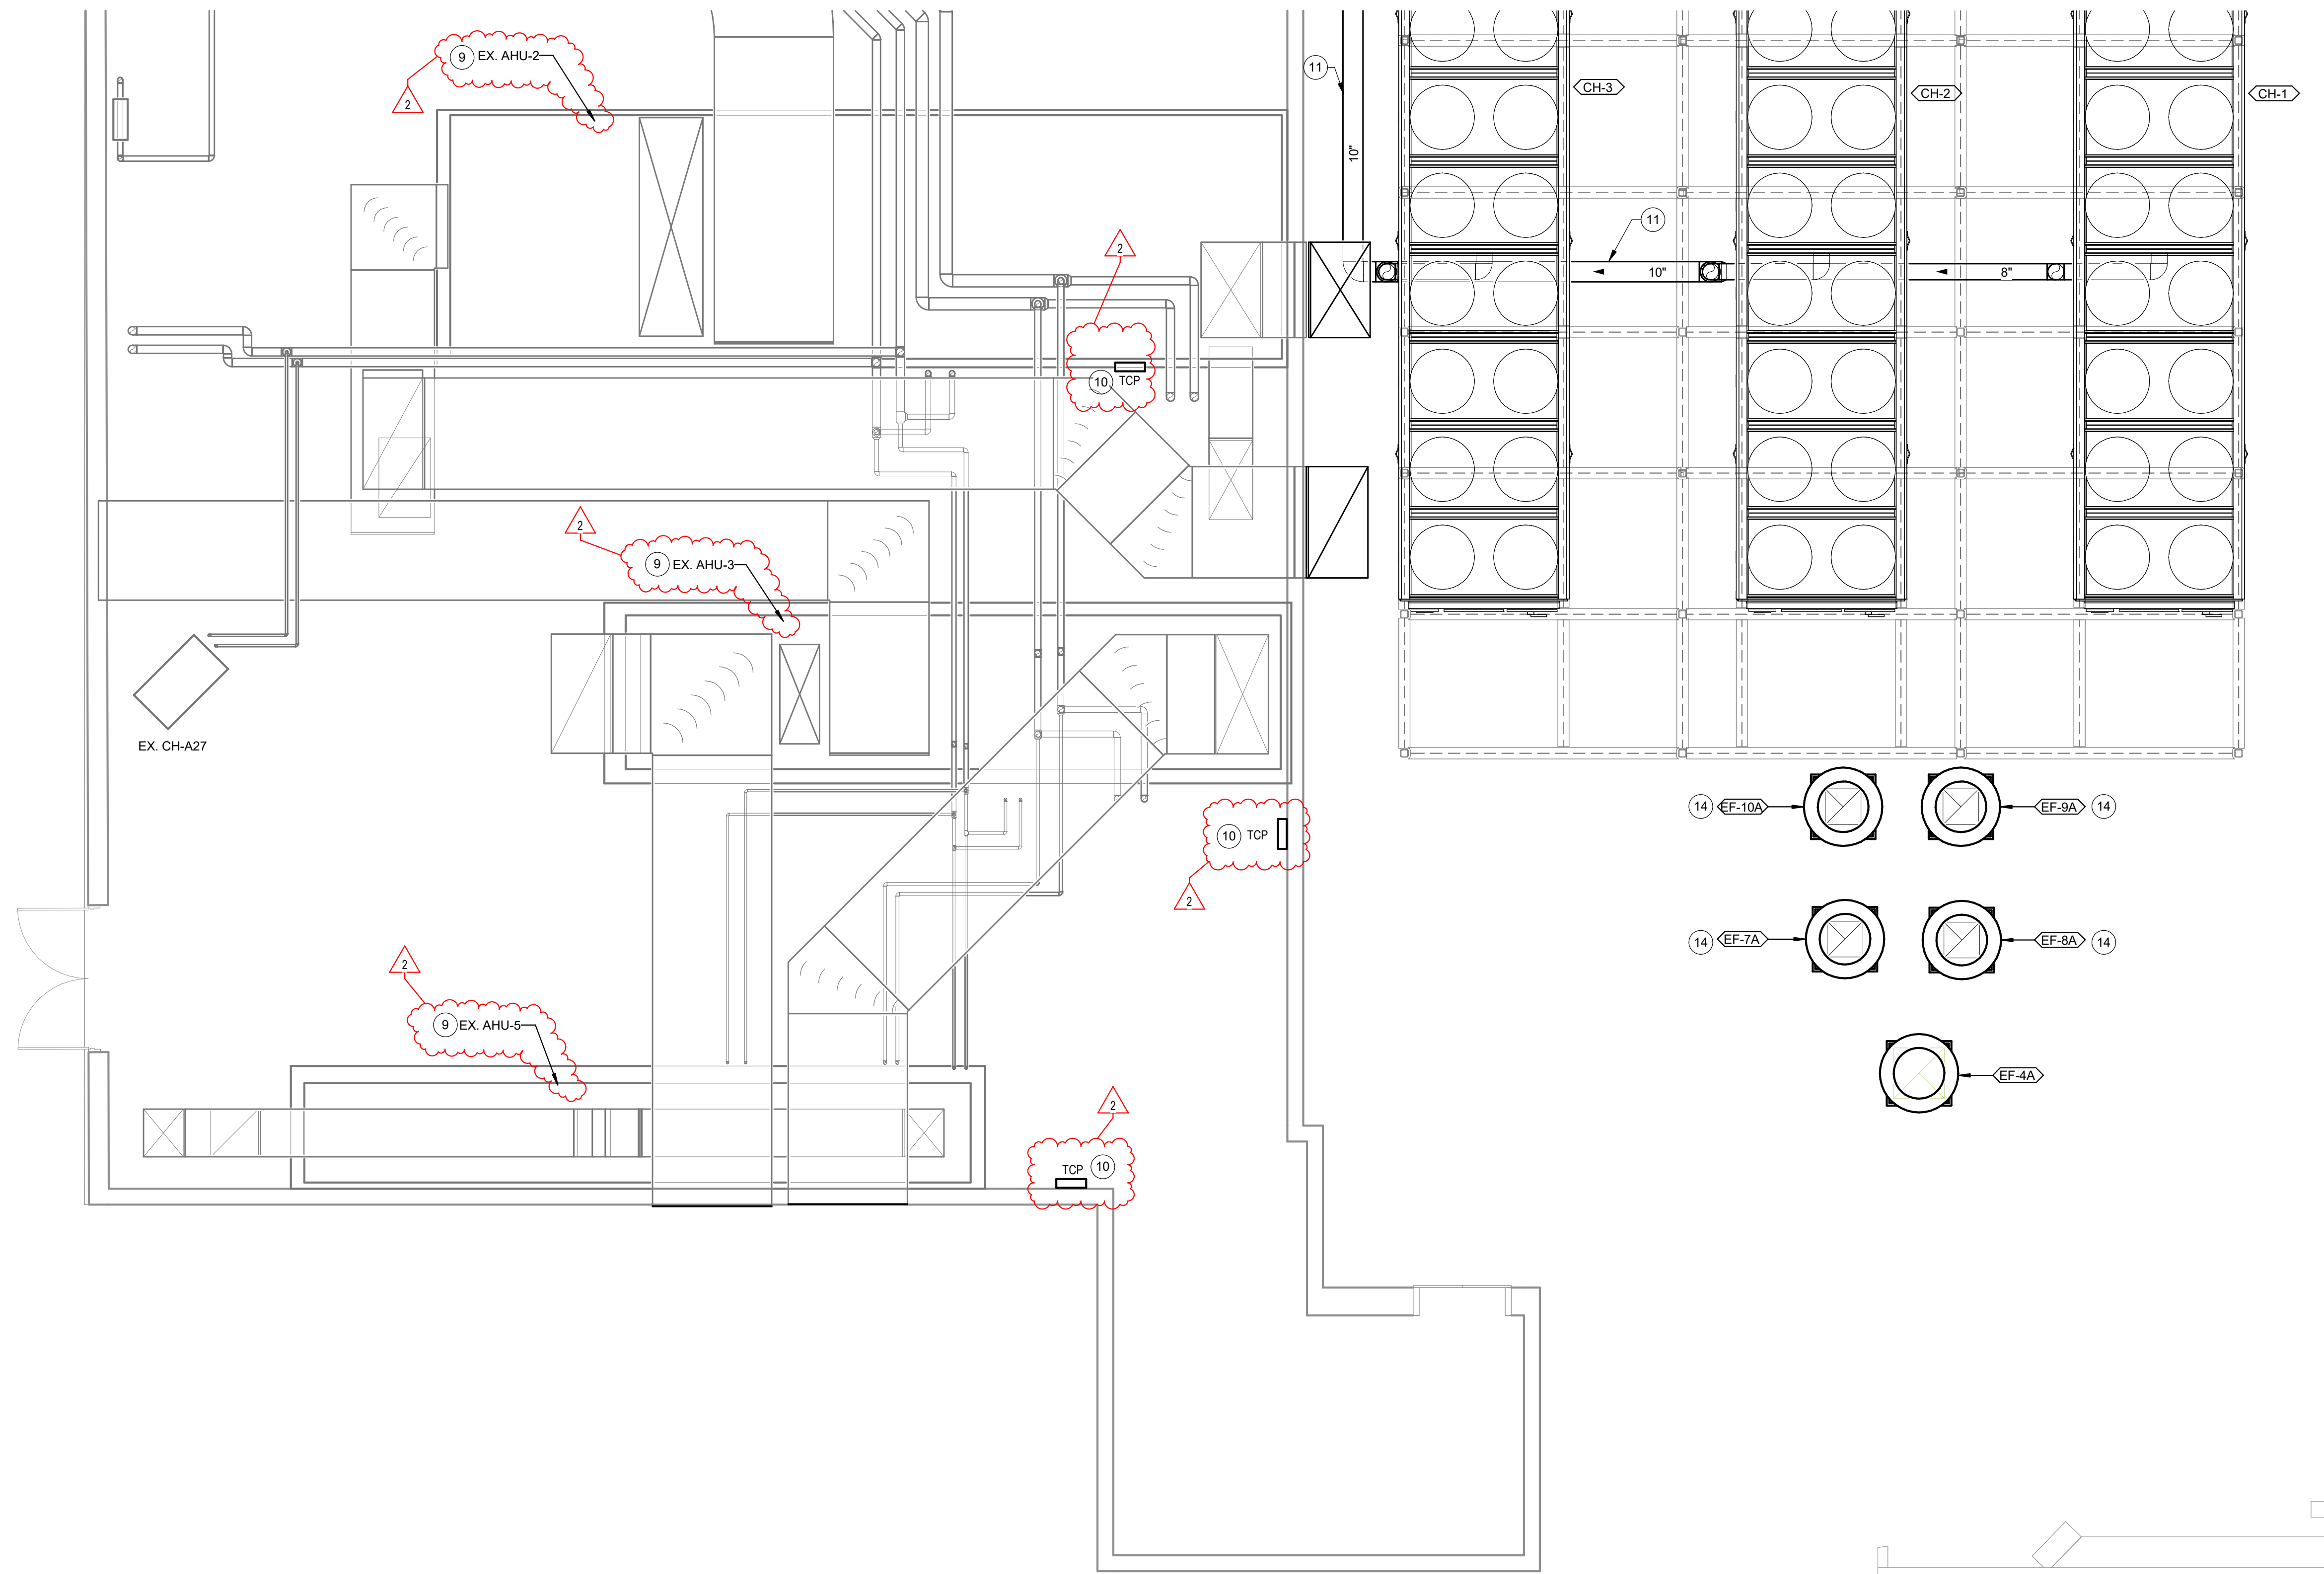 9 EX. AHU-2
2
11
10"
CH-3
CH-2
CH-1
11
10"
8"
2
10 TCP
2
9 EX. AHU-3
EX. CH-A27
14 EF-10A
EF-9A 14
10 TCP
2
14 EF-7A
EF-8A 14
2
9 EX. AHU-5
EF-4A
2
TCP 10